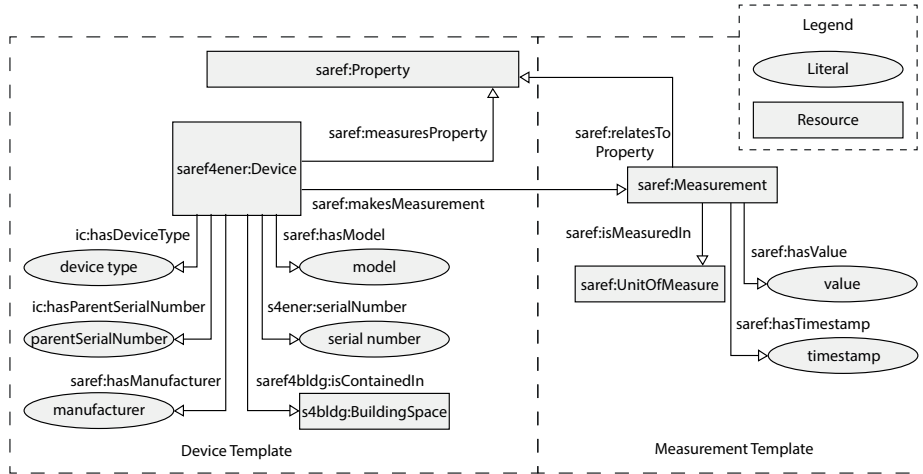 Legend
Literal
Resource
saref:Property
saref:measuresProperty
saref:relatesTo
Property
saref4ener:Device
saref:Measurement
saref:makesMeasurement
ic:hasDeviceType
saref:hasModel
saref:isMeasuredIn
saref:hasValue
device type
model
saref:UnitOfMeasure
value
ic:hasParentSerialNumber
s4ener:serialNumber
saref:hasTimestamp
parentSerialNumber
serial number
timestamp
saref:hasManufacturer
saref4bldg:isContainedIn
manufacturer
s4bldg:BuildingSpace
Device Template
Measurement Template